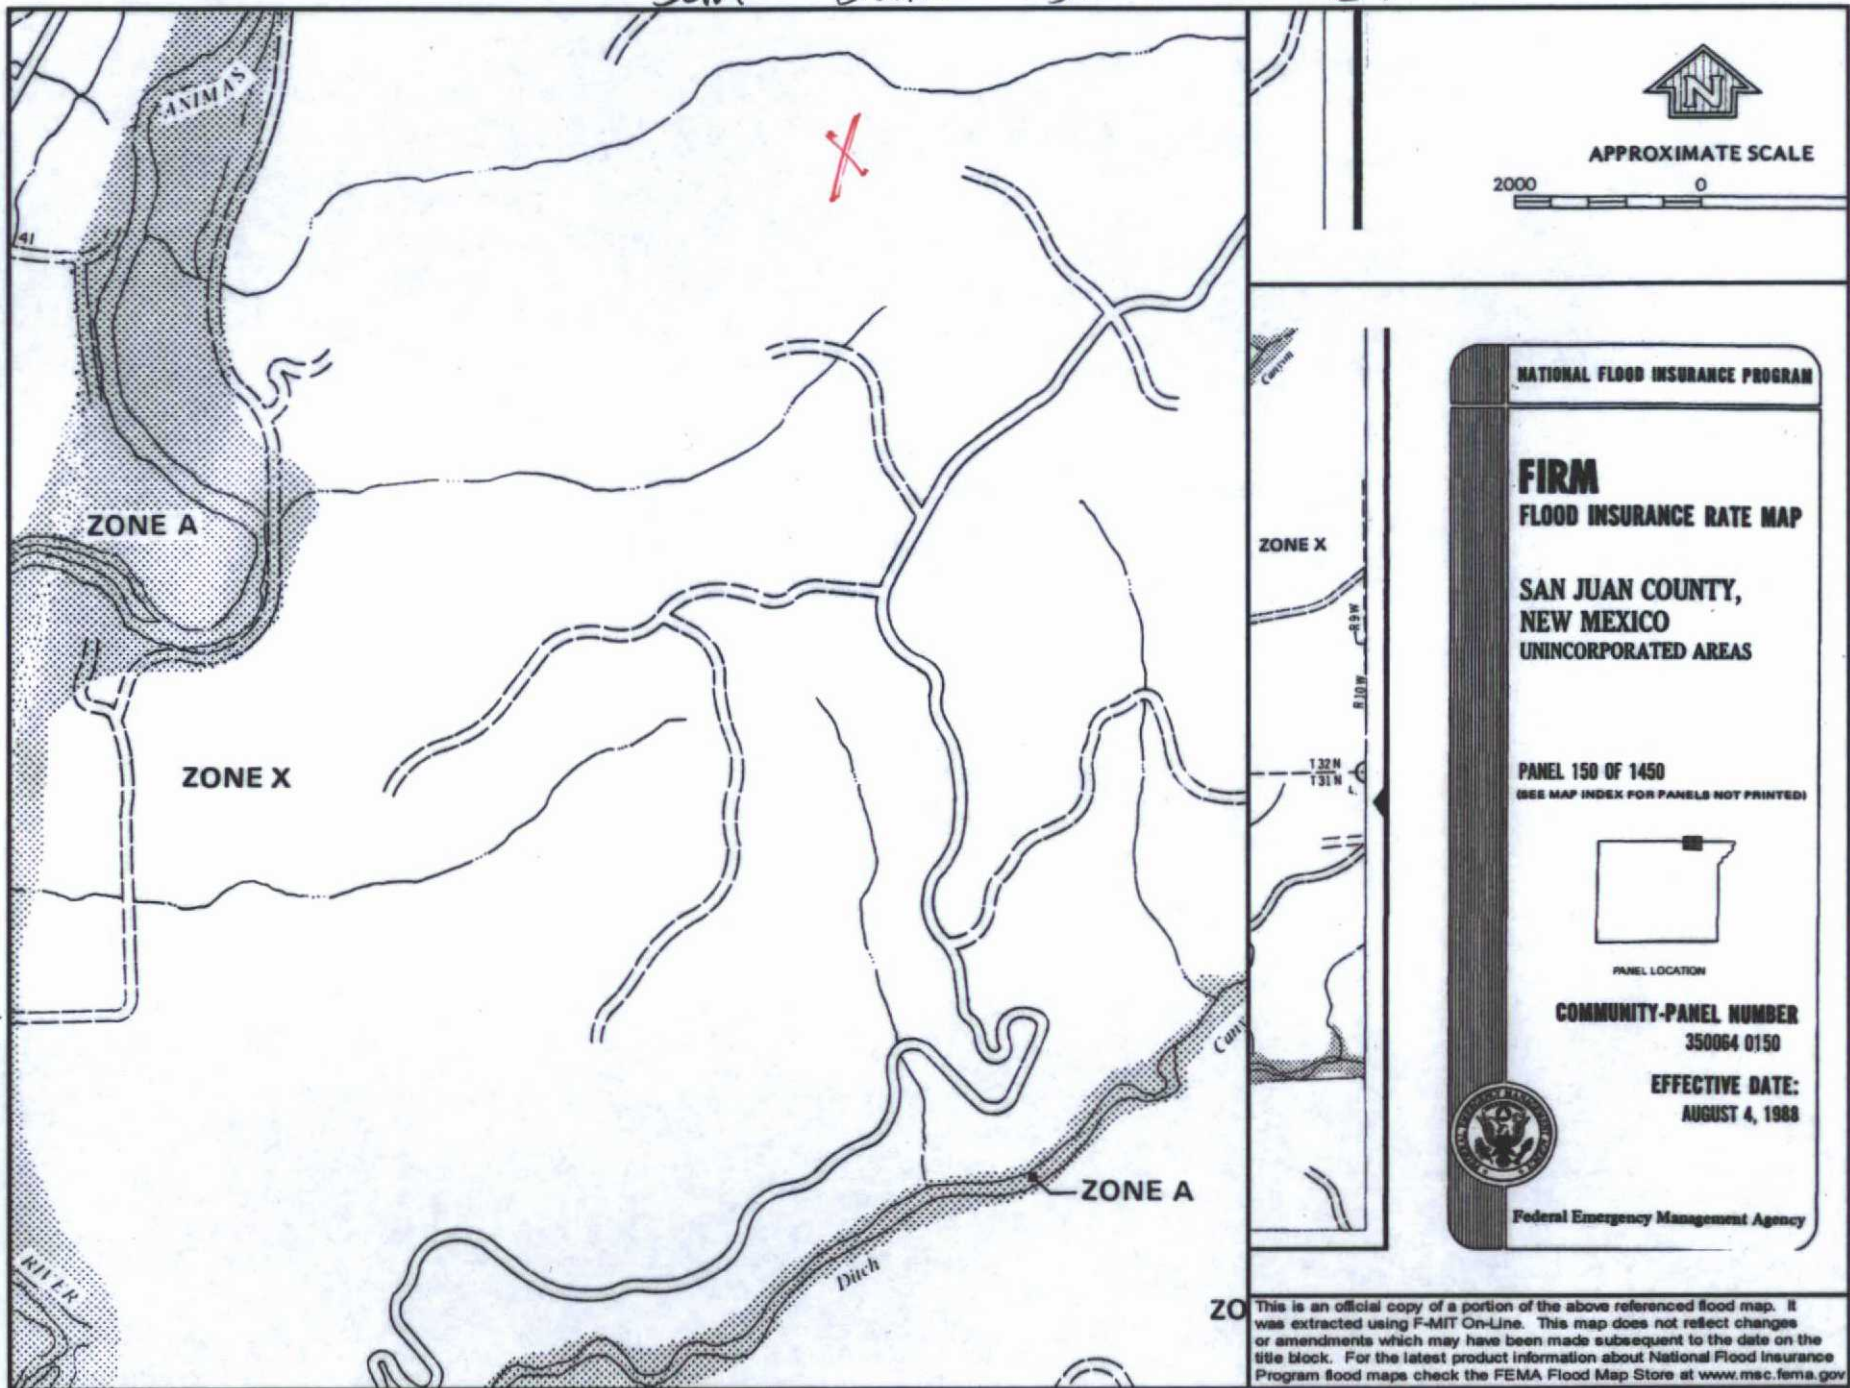 ANIMAS
41
ZONE A
ZONE X
RIVER
Ditch
ZONE A
ZO
APPROXIMATE SCALE
2000 0
Canyon
ZONE X
R9W
R10W
T32N
T31N
NATIONAL FLOOD INSURANCE PROGRAM
FIRM
FLOOD INSURANCE RATE MAP
SAN JUAN COUNTY,
NEW MEXICO
UNINCORPORATED AREAS
PANEL 150 OF 1450
(SEE MAP INDEX FOR PANELS NOT PRINTED)
PANEL LOCATION
COMMUNITY-PANEL NUMBER
350064 0150
EFFECTIVE DATE:
AUGUST 4, 1988
Federal Emergency Management Agency
This is an official copy of a portion of the above referenced flood map. It
was extracted using F-MIT On-Line. This map does not reflect changes
or amendments which may have been made subsequent to the date on the
title block. For the latest product information about National Flood Insurance
Program flood maps check the FEMA Flood Map Store at www.msc.fema.gov